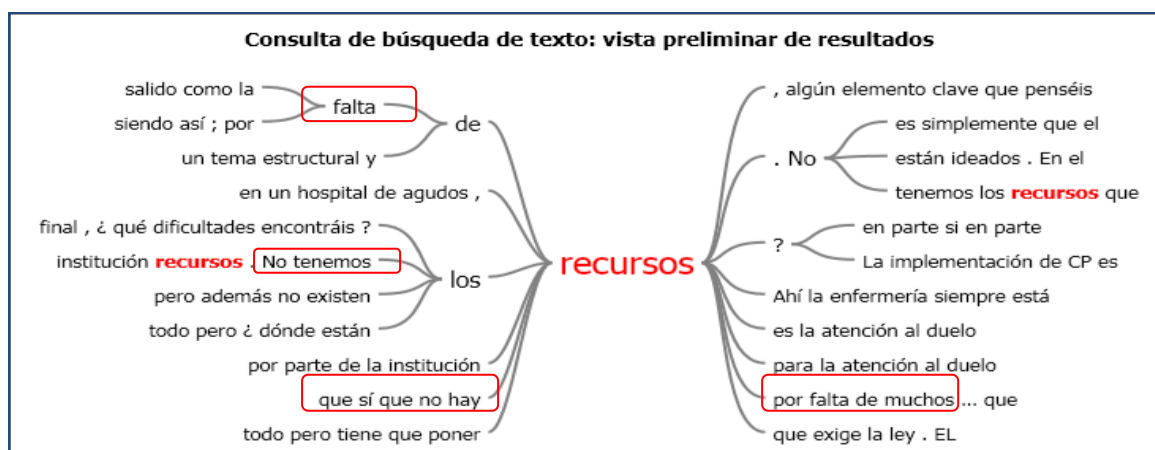 Consulta de búsqueda de texto: vista preliminar de resultados
salido como la
falta
siendo así ; por
de
un tema estructural y
en un hospital de agudos ,
final , ¿ qué dificultades encontráis ?
institución recursos . No tenemos
los
pero además no existen
todo pero ¿ dónde están
por parte de la institución
que sí que no hay
todo pero tiene que poner
recursos
, algún elemento clave que penséis
es simplemente que el
. No
están ideados . En el
tenemos los recursos que
en parte si en parte
?
La implementación de CP es
Ahí la enfermería siempre está
es la atención al duelo
para la atención al duelo
por falta de muchos ... que
que exige la ley . EL